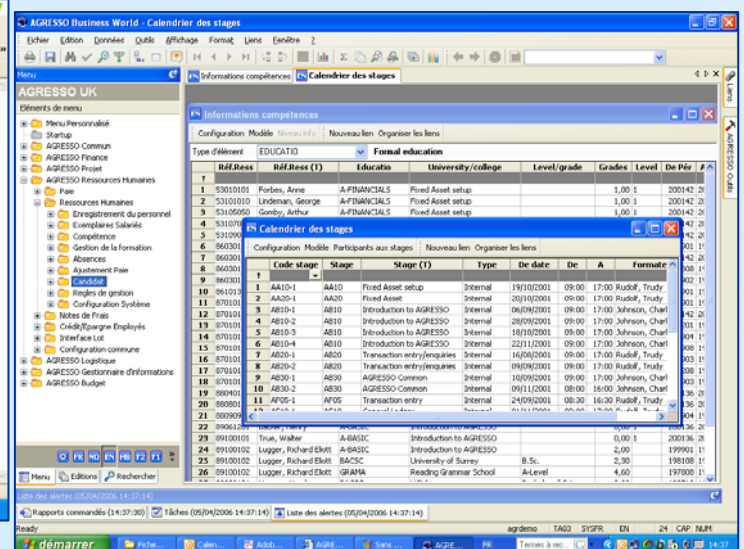 AGRESSO Business World - Calendrier des stages
Fichier Edition Données Outils Affichage Format Liens Fenêtre ?
Menu
Informations compétences Calendrier des stages
AGRESSO UK
Eléments de menu
Menu Personnalisé
Startup
AGRESSO Commun
AGRESSO Finance
AGRESSO Projet
AGRESSO Ressources Humaines
Paie
Ressources Humaines
Enregistrement du personnel
Exemplaires Salariés
Compétence
Gestion de la formation
Absences
Ajustement Paie
Candidat
Regles de gestion
Configuration Système
Notes de Frais
Crédit/Epargne Employés
Interface Lot
Configuration commune
AGRESSO Logistique
AGRESSO Gestionnaire d'informations
AGRESSO Budget
Menu Editions Rechercher
Liens
AGRESSO Outils
Informations compétences
Configuration Modèle Niveau info Nouveau lien Organiser les liens
Type d'élément EDUCATIO Formal education
Réf.Ress Réf.Ress (T) Educatio University/college Level/grade Grades Level De Pér
1 53010101 Forbes, Anne A-FINANCIALS Fixed Asset setup 1,00 1 200142
2 53101010 Lindeman, George A-FINANCIALS Fixed Asset setup 1,00 1 200142
3 53105050 Gomby, Arthur A-FINANCIALS Fixed Asset setup 1,00 1 200142
Calendrier des stages
Configuration Modèle Participants aux stages Nouveau lien Organiser les liens
Code stage Stage Stage (T) Type De date De A Formate
1 AA10-1 AA10 Fixed Asset setup Internal 19/10/2001 09:00 17:00 Rudolf, Trudy
2 AA20-1 AA20 Fixed Asset Internal 20/10/2001 09:00 17:00 Rudolf, Trudy
3 AB10-1 AB10 Introduction to AGRESSO Internal 06/09/2001 09:00 17:00 Johnson, Charl
4 AB10-2 AB10 Introduction to AGRESSO Internal 28/09/2001 09:00 17:00 Johnson, Charl
5 AB10-3 AB10 Introduction to AGRESSO Internal 18/10/2001 09:00 17:00 Johnson, Charl
6 AB10-4 AB10 Introduction to AGRESSO Internal 22/11/2001 09:00 17:00 Johnson, Charl
7 AB20-1 AB20 Transaction entry/enquiries Internal 16/08/2001 09:00 17:00 Rudolf, Trudy
8 AB20-2 AB20 Transaction entry/enquiries Internal 09/09/2001 09:00 17:00 Rudolf, Trudy
9 AB30-1 AB30 AGRESSO Common Internal 10/09/2001 09:00 17:00 Johnson, Charl
10 AB30-2 AB30 AGRESSO Common Internal 09/11/2001 08:00 16:00 Johnson, Charl
11 AF05-1 AF05 Transaction entry Internal 24/09/2001 08:30 16:30 Rudolf, Trudy
23 89100101 True, Walter A-BASIC Introduction to AGRESSO 0,00 1 200136
24 89100102 Lugger, Richard Eliott A-BASIC Introduction to AGRESSO 2,00 199901
25 89100102 Lugger, Richard Eliott BACSC University of Surrey B.Sc. 2,30 198108
26 89100102 Lugger, Richard Eliott GRAMA Reading Grammar School A-Level 4,60 197808
Liste des alertes (05/04/2006 14:37:14)
Rapports commandés (14:37:30) Tâches (05/04/2006 14:37:14) Liste des alertes (05/04/2006 14:37:14)
Ready agrdemo TA03 SYSPR EN 24 CAP NUM
démarrer Fiche... Calen... Adob... AGRE... Sans ... AGRE... FR Termes à rec... 14:37